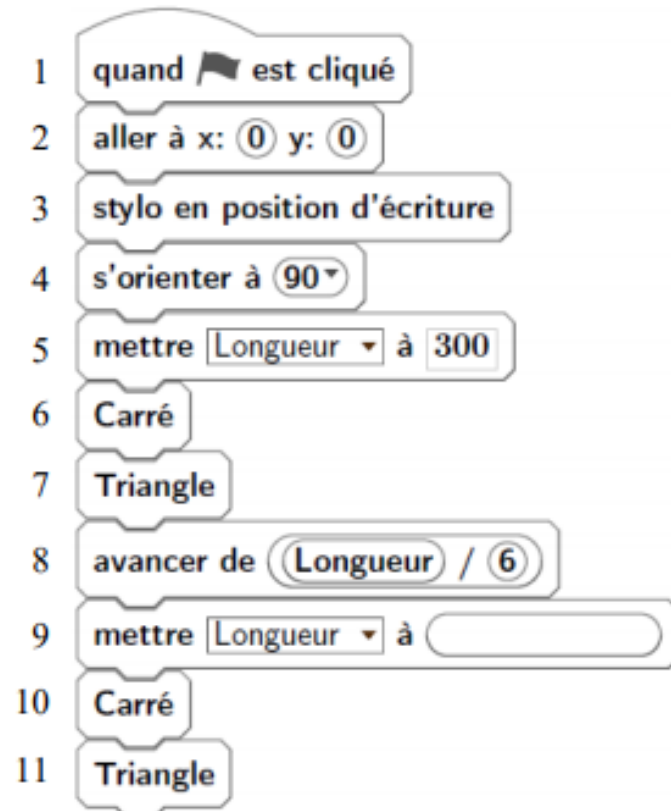 1 quand est cliqué
2 aller à x: 0 y: 0
3 stylo en position d'écriture
4 s'orienter à 90
5 mettre Longueur à 300
6 Carré
7 Triangle
8 avancer de Longueur / 6
9 mettre Longueur à
10 Carré
11 Triangle